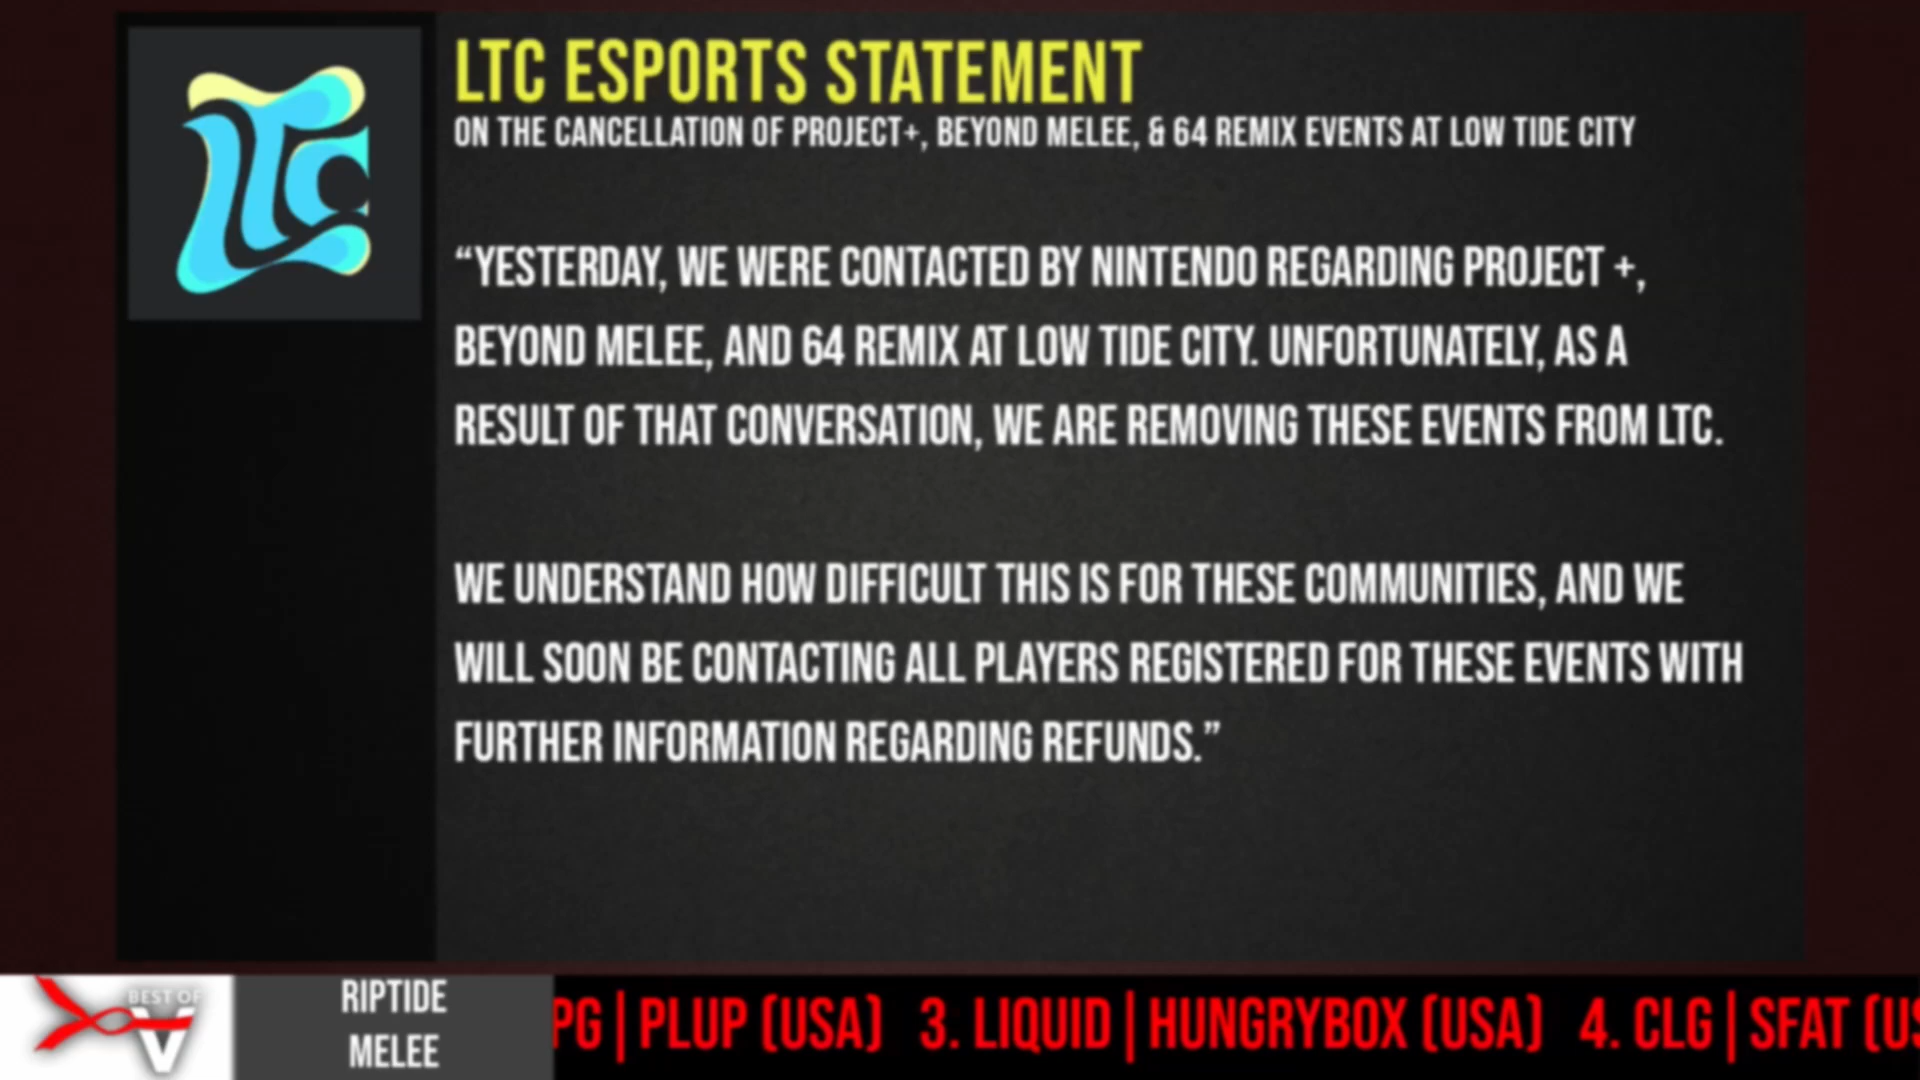 LTC
LTC ESPORTS STATEMENT
ON THE CANCELLATION OF PROJECT+, BEYOND MELEE, & 64 REMIX EVENTS AT LOW TIDE CITY
“YESTERDAY, WE WERE CONTACTED BY NINTENDO REGARDING PROJECT +,
BEYOND MELEE, AND 64 REMIX AT LOW TIDE CITY. UNFORTUNATELY, AS A
RESULT OF THAT CONVERSATION, WE ARE REMOVING THESE EVENTS FROM LTC.
WE UNDERSTAND HOW DIFFICULT THIS IS FOR THESE COMMUNITIES, AND WE
WILL SOON BE CONTACTING ALL PLAYERS REGISTERED FOR THESE EVENTS WITH
FURTHER INFORMATION REGARDING REFUNDS.”
BEST OF
V
RIPTIDE
MELEE
PG | PLUP (USA) 3. LIQUID | HUNGRYBOX (USA) 4. CLG | SFAT (US